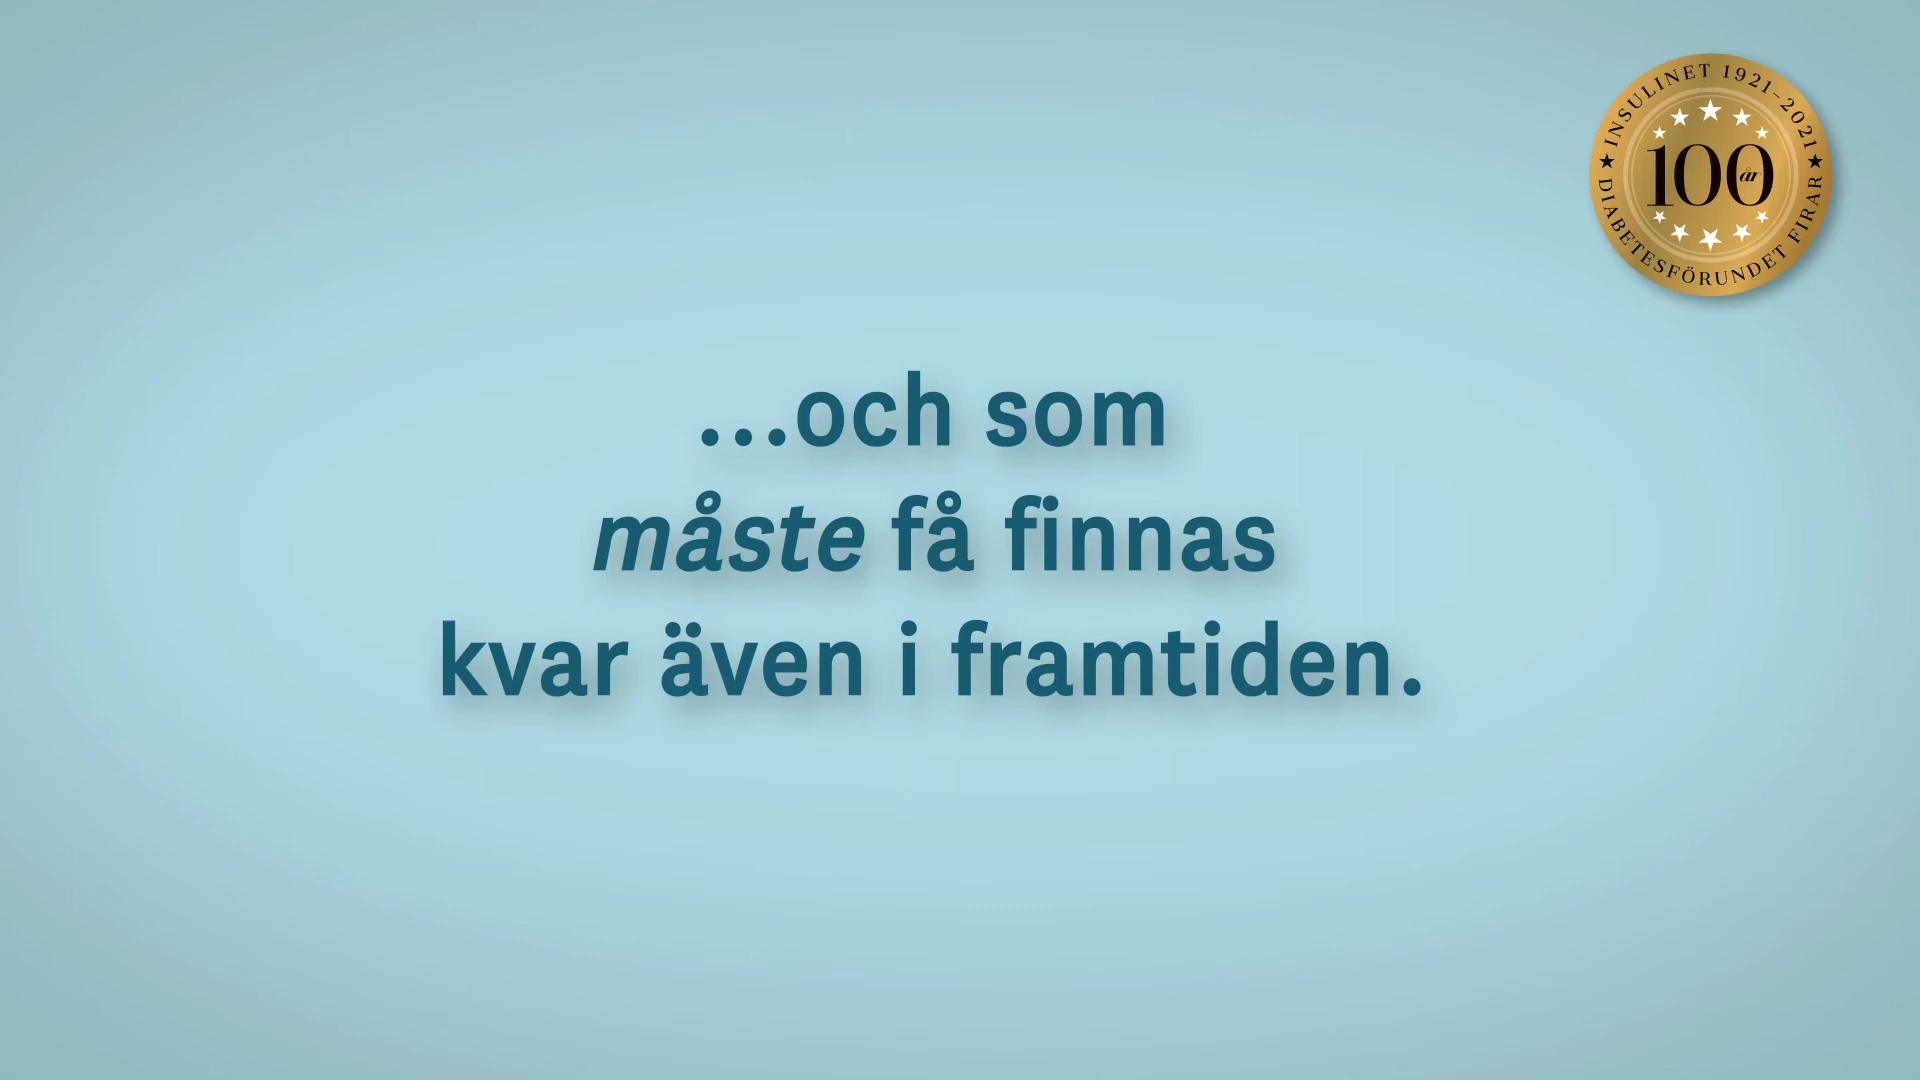 ...och som
måste få finnas
kvar även i framtiden.
INSULINET 1921–2021
100
år
DIABETESFÖRUNDET FIRAR